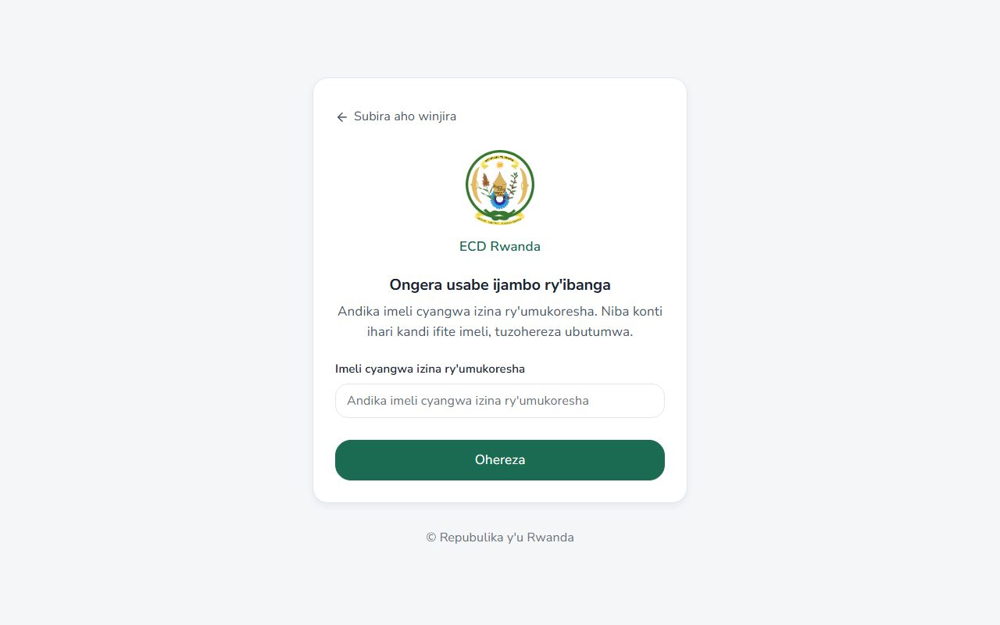 Subira aho winjira
ECD Rwanda
Ongera usabe ijambo ry'ibanga
Andika imeli cyangwa izina ry'umukoresha. Niba konti
ihari kandi ifite imeli, tuzohereza ubutumwa.
Imeli cyangwa izina ry'umukoresha
Andika imeli cyangwa izina ry'umukoresha
Ohereza
© Repubulika y'u Rwanda